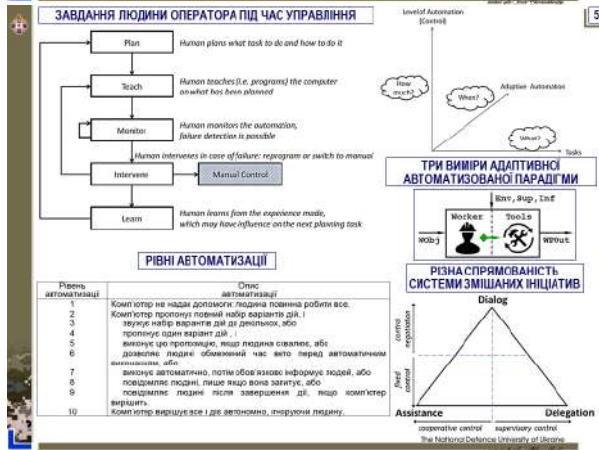 ЗАВДАННЯ ЛЮДИНИ ОПЕРАТОРА ПІД ЧАС УПРАВЛІННЯ
5
Plan
Human plans what task to do and how to do it
Teach
Human teaches (i.e. programs) the computer
on what has been planned
Monitor
Human monitors the automation,
failure detection is possible
Human intervenes in case of failure: reprogram or switch to manual
Intervene
Manual Control
Learn
Human learns from the experience made,
which may have influence on the next planning task
Level of Automation
(Control)
How
much?
When?
Adaptive Automation
What?
Tasks
ТРИ ВИМІРИ АДАПТИВНОЇ
АВТОМАТИЗОВАНОЇ ПАРАДІГМИ
Env, Sup, Inf
Worker
Tools
WObj
WPOut
РІВНІ АВТОМАТИЗАЦІЇ
Рівень
автоматизації
Опис
автоматизації
1 Комп'ютер не надає допомоги: людина повинна робити все.
2 Комп'ютер пропонує повний набір варіантів дій, і
3 звужує набір варіантів дій до декількох, або
4 пропонує один варіант дій, і
5 виконує цю пропозицію, якщо людина схвалює, або
6 дозволяє людині обмежений час вето перед автоматичним
виконанням, або
7 виконує автоматично, потім обов'язково інформує людей, або
8 повідомляє людині, лише якщо вона запитує, або
9 повідомляє людині після завершення дії, якщо комп'ютер
вирішить.
10 Комп'ютер вирішує все і діє автономно, ігноруючи людину.
РІЗНА СПРЯМОВАНІСТЬ
СИСТЕМИ ЗМІШАНИХ ІНІЦІАТИВ
Dialog
control
negotiation
fixed
control
Assistance
Delegation
cooperative control
supervisory control
The National Defence University of Ukraine